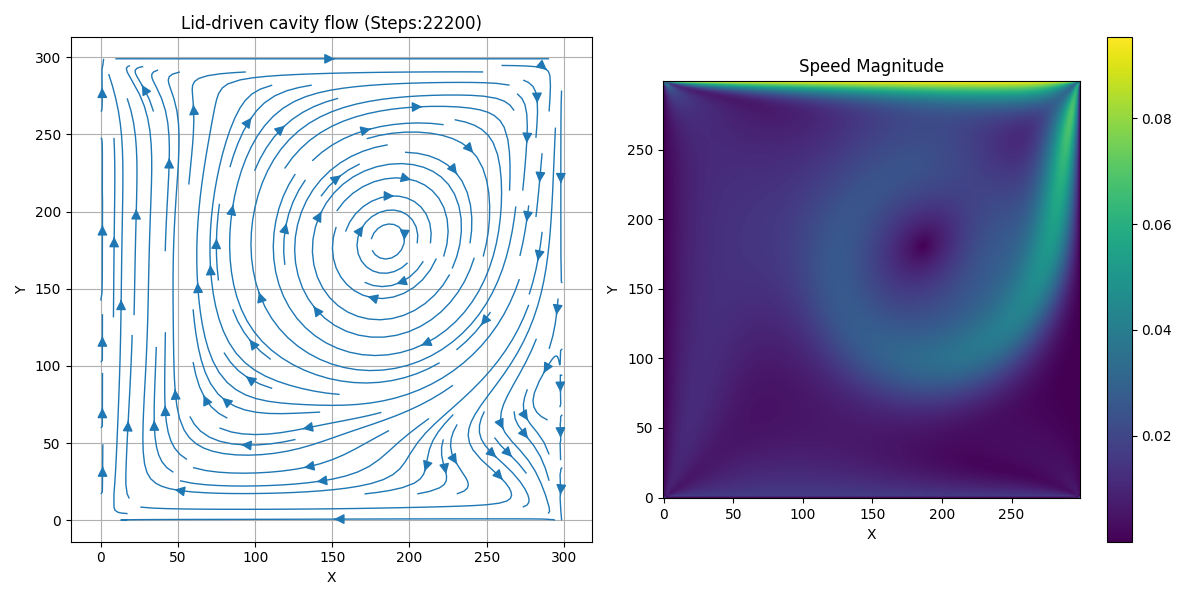 Lid-driven cavity flow (Steps:22200)
300
250
200
150
100
50
0
0 50 100 150 200 250 300
X
Y
Speed Magnitude
250
200
150
100
50
0
0 50 100 150 200 250
X
Y
0.08
0.06
0.04
0.02